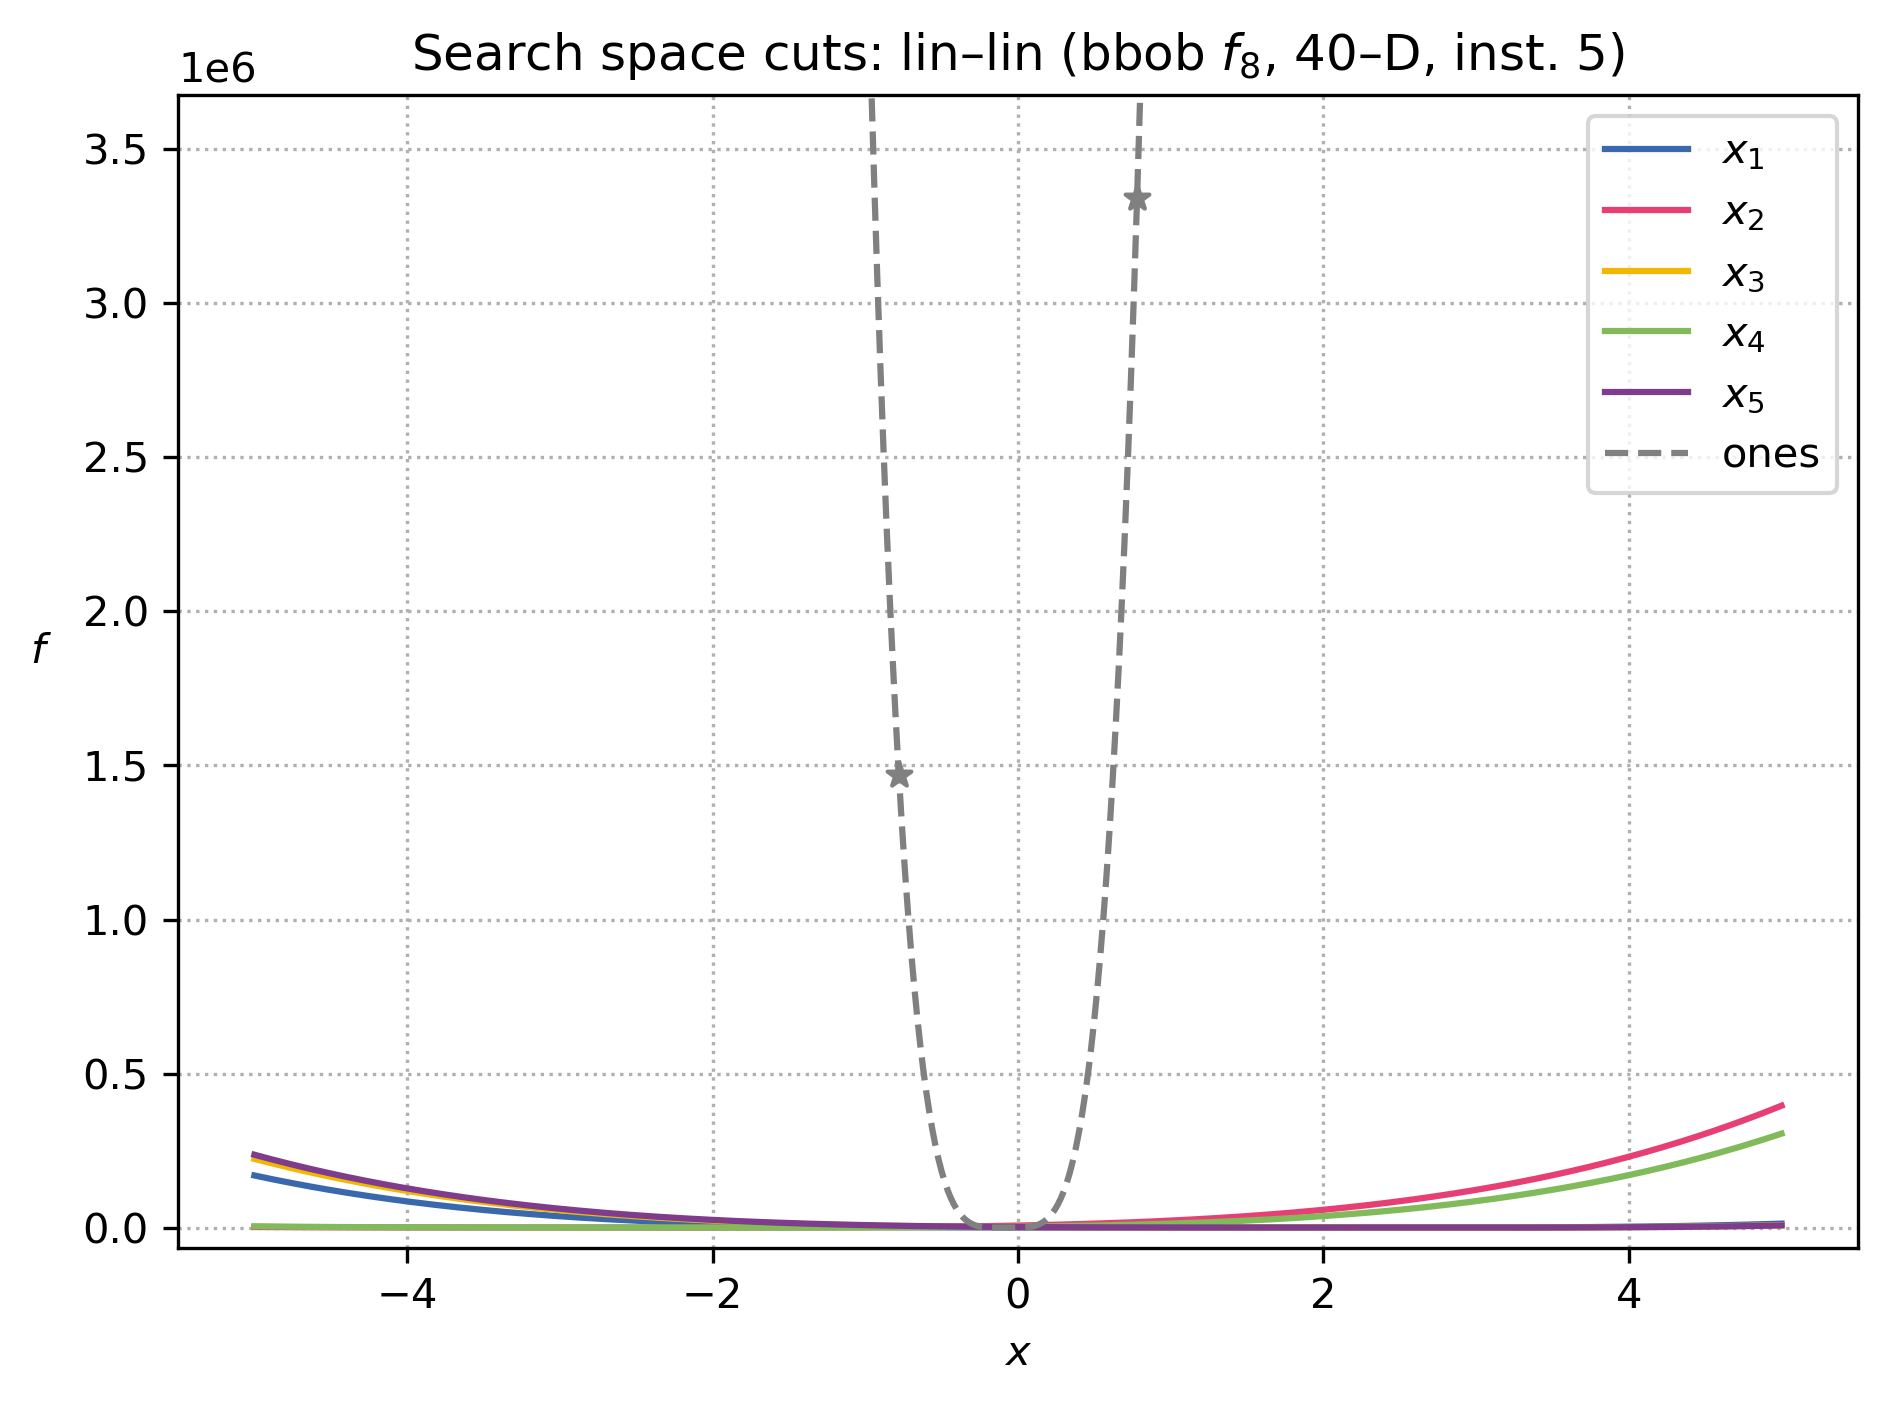 Search space cuts: lin–lin (bbob f₈, 40–D, inst. 5)
1e6
3.5
3.0
2.5
2.0
1.5
1.0
0.5
0.0
f
−4
−2
0
2
4
x
x₁
x₂
x₃
x₄
x₅
ones